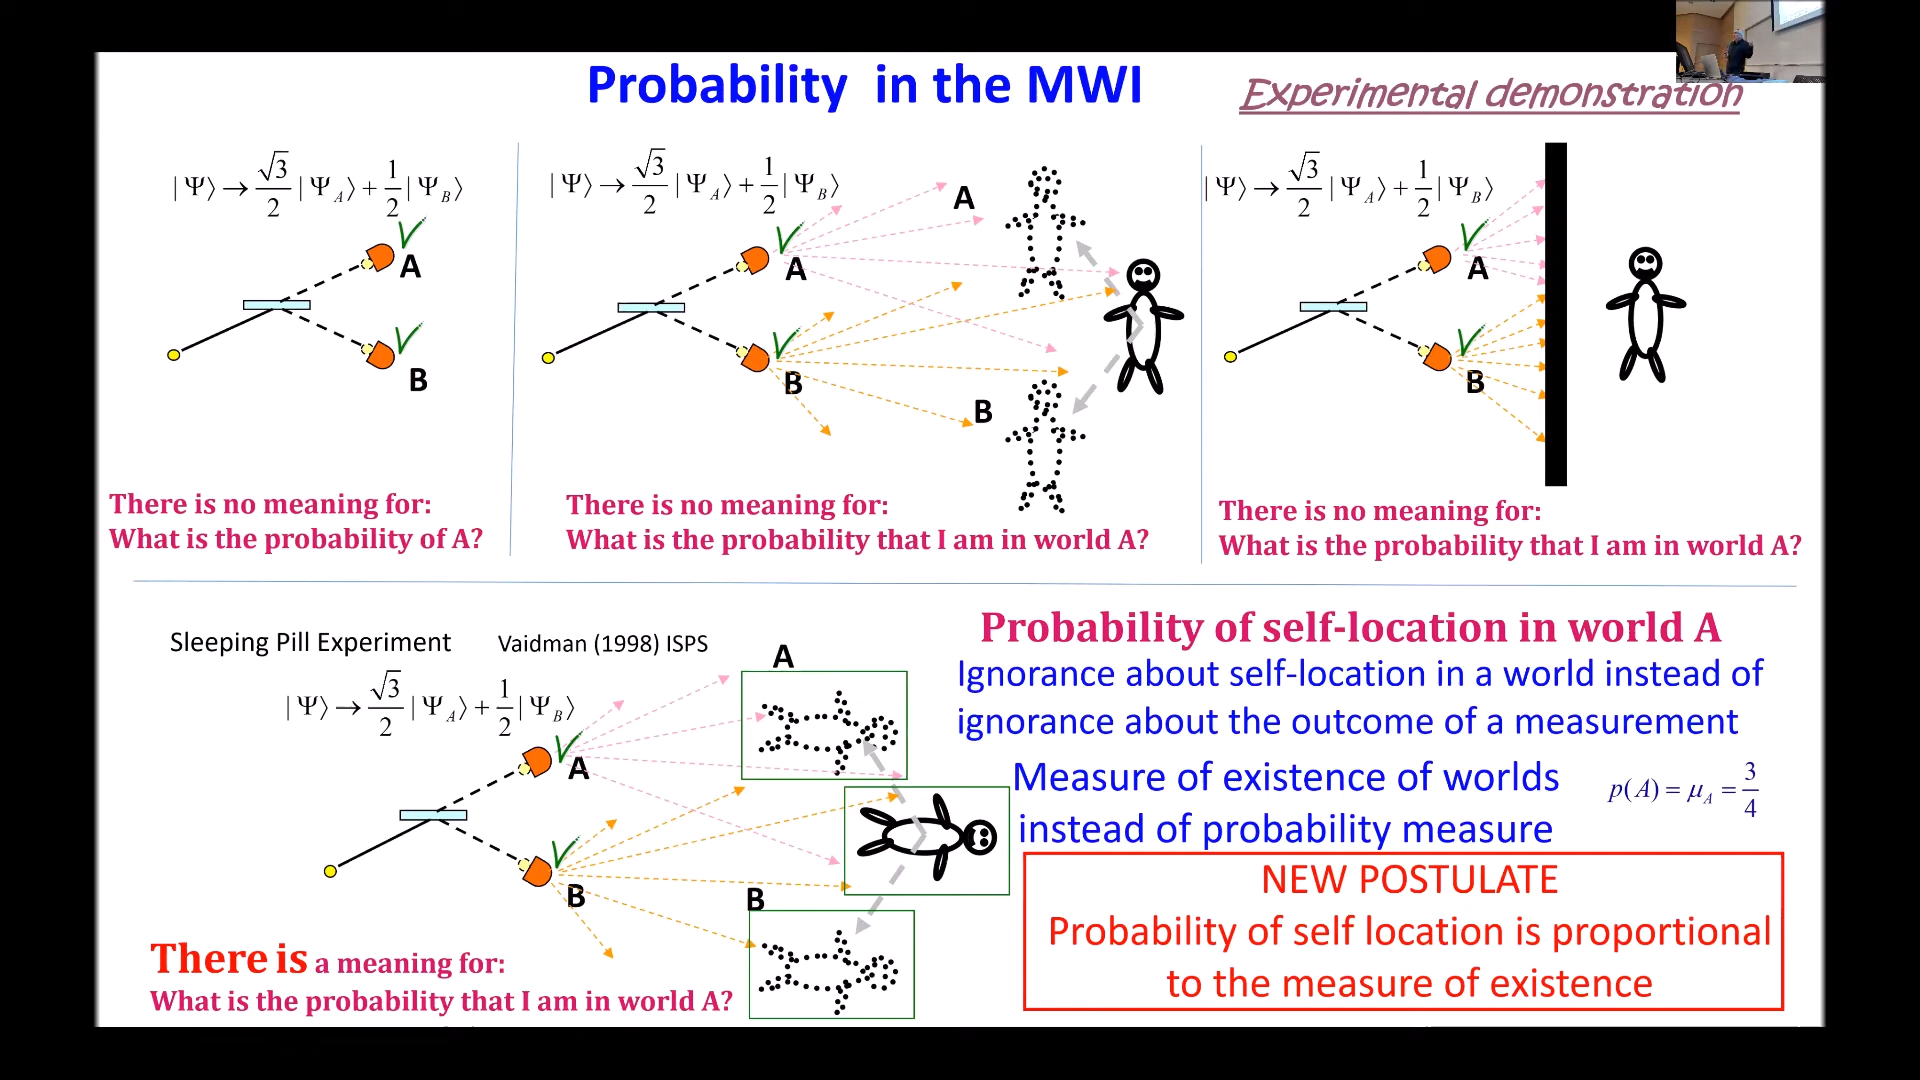 Probability in the MWI
Experimental demonstration
|Ψ⟩→√3/2|Ψ_A⟩+1/2|Ψ_B⟩
A
B
There is no meaning for:
What is the probability of A?
|Ψ⟩→√3/2|Ψ_A⟩+1/2|Ψ_B⟩
A
A
B
B
There is no meaning for:
What is the probability that I am in world A?
|Ψ⟩→√3/2|Ψ_A⟩+1/2|Ψ_B⟩
A
B
There is no meaning for:
What is the probability that I am in world A?
Sleeping Pill Experiment Vaidman (1998) ISPS
|Ψ⟩→√3/2|Ψ_A⟩+1/2|Ψ_B⟩
A
A
B
B
There is a meaning for:
What is the probability that I am in world A?
Probability of self-location in world A
Ignorance about self-location in a world instead of
ignorance about the outcome of a measurement
Measure of existence of worlds
instead of probability measure
p(A) = μ_A = 3/4
NEW POSTULATE
Probability of self location is proportional
to the measure of existence